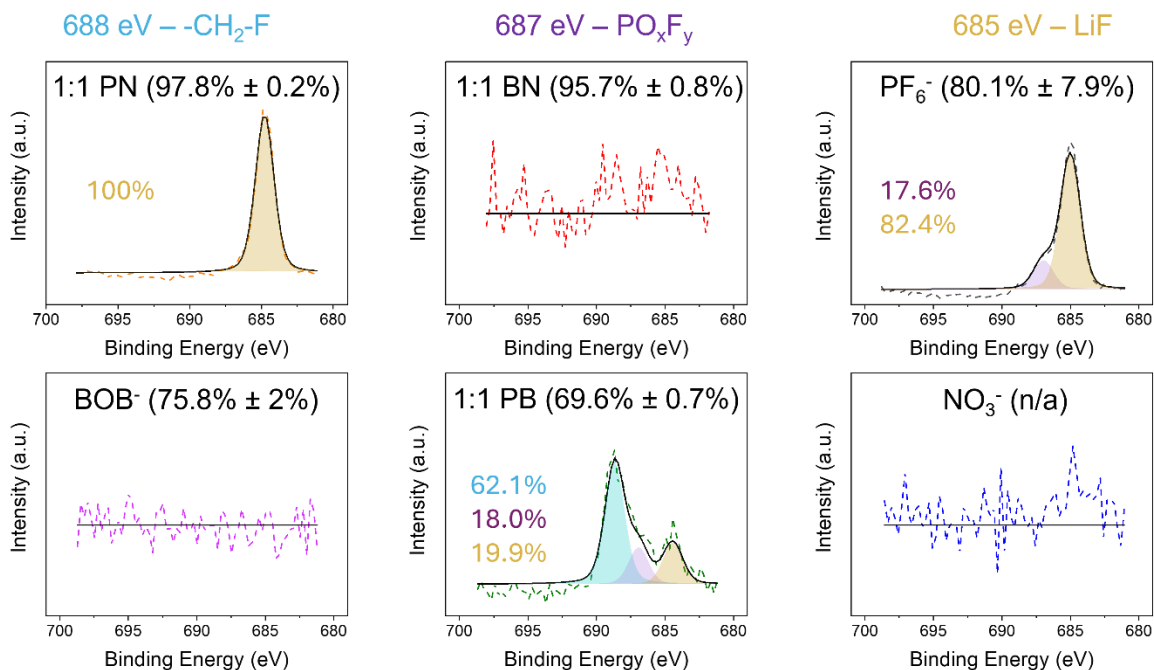 688 eV – -CH₂-F
687 eV – POₓFᵧ
685 eV – LiF
1:1 PN (97.8% ± 0.2%)
100%
Intensity (a.u.)
700 695 690 685 680
Binding Energy (eV)
1:1 BN (95.7% ± 0.8%)
Intensity (a.u.)
700 695 690 685 680
Binding Energy (eV)
PF₆⁻ (80.1% ± 7.9%)
17.6%
82.4%
Intensity (a.u.)
700 695 690 685 680
Binding Energy (eV)
BOB⁻ (75.8% ± 2%)
Intensity (a.u.)
700 695 690 685 680
Binding Energy (eV)
1:1 PB (69.6% ± 0.7%)
62.1%
18.0%
19.9%
Intensity (a.u.)
700 695 690 685 680
Binding Energy (eV)
NO₃⁻ (n/a)
Intensity (a.u.)
700 695 690 685 680
Binding Energy (eV)